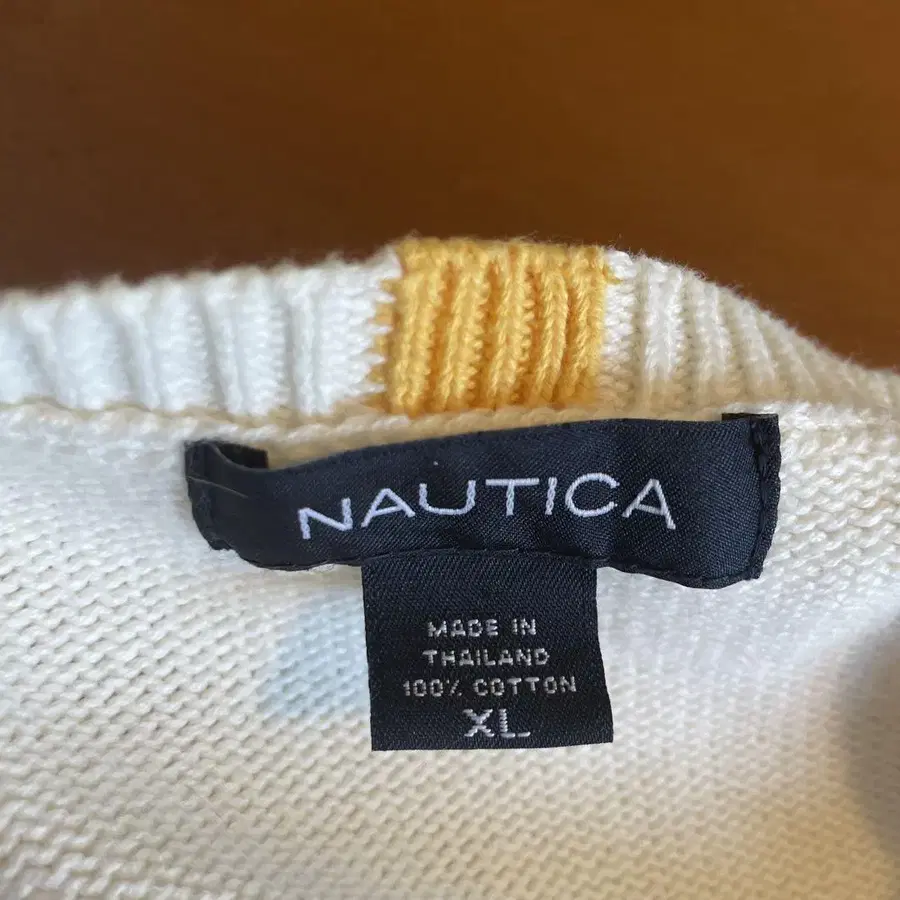 NAUTICA
MADE IN
THAILAND
100% COTTON
XL